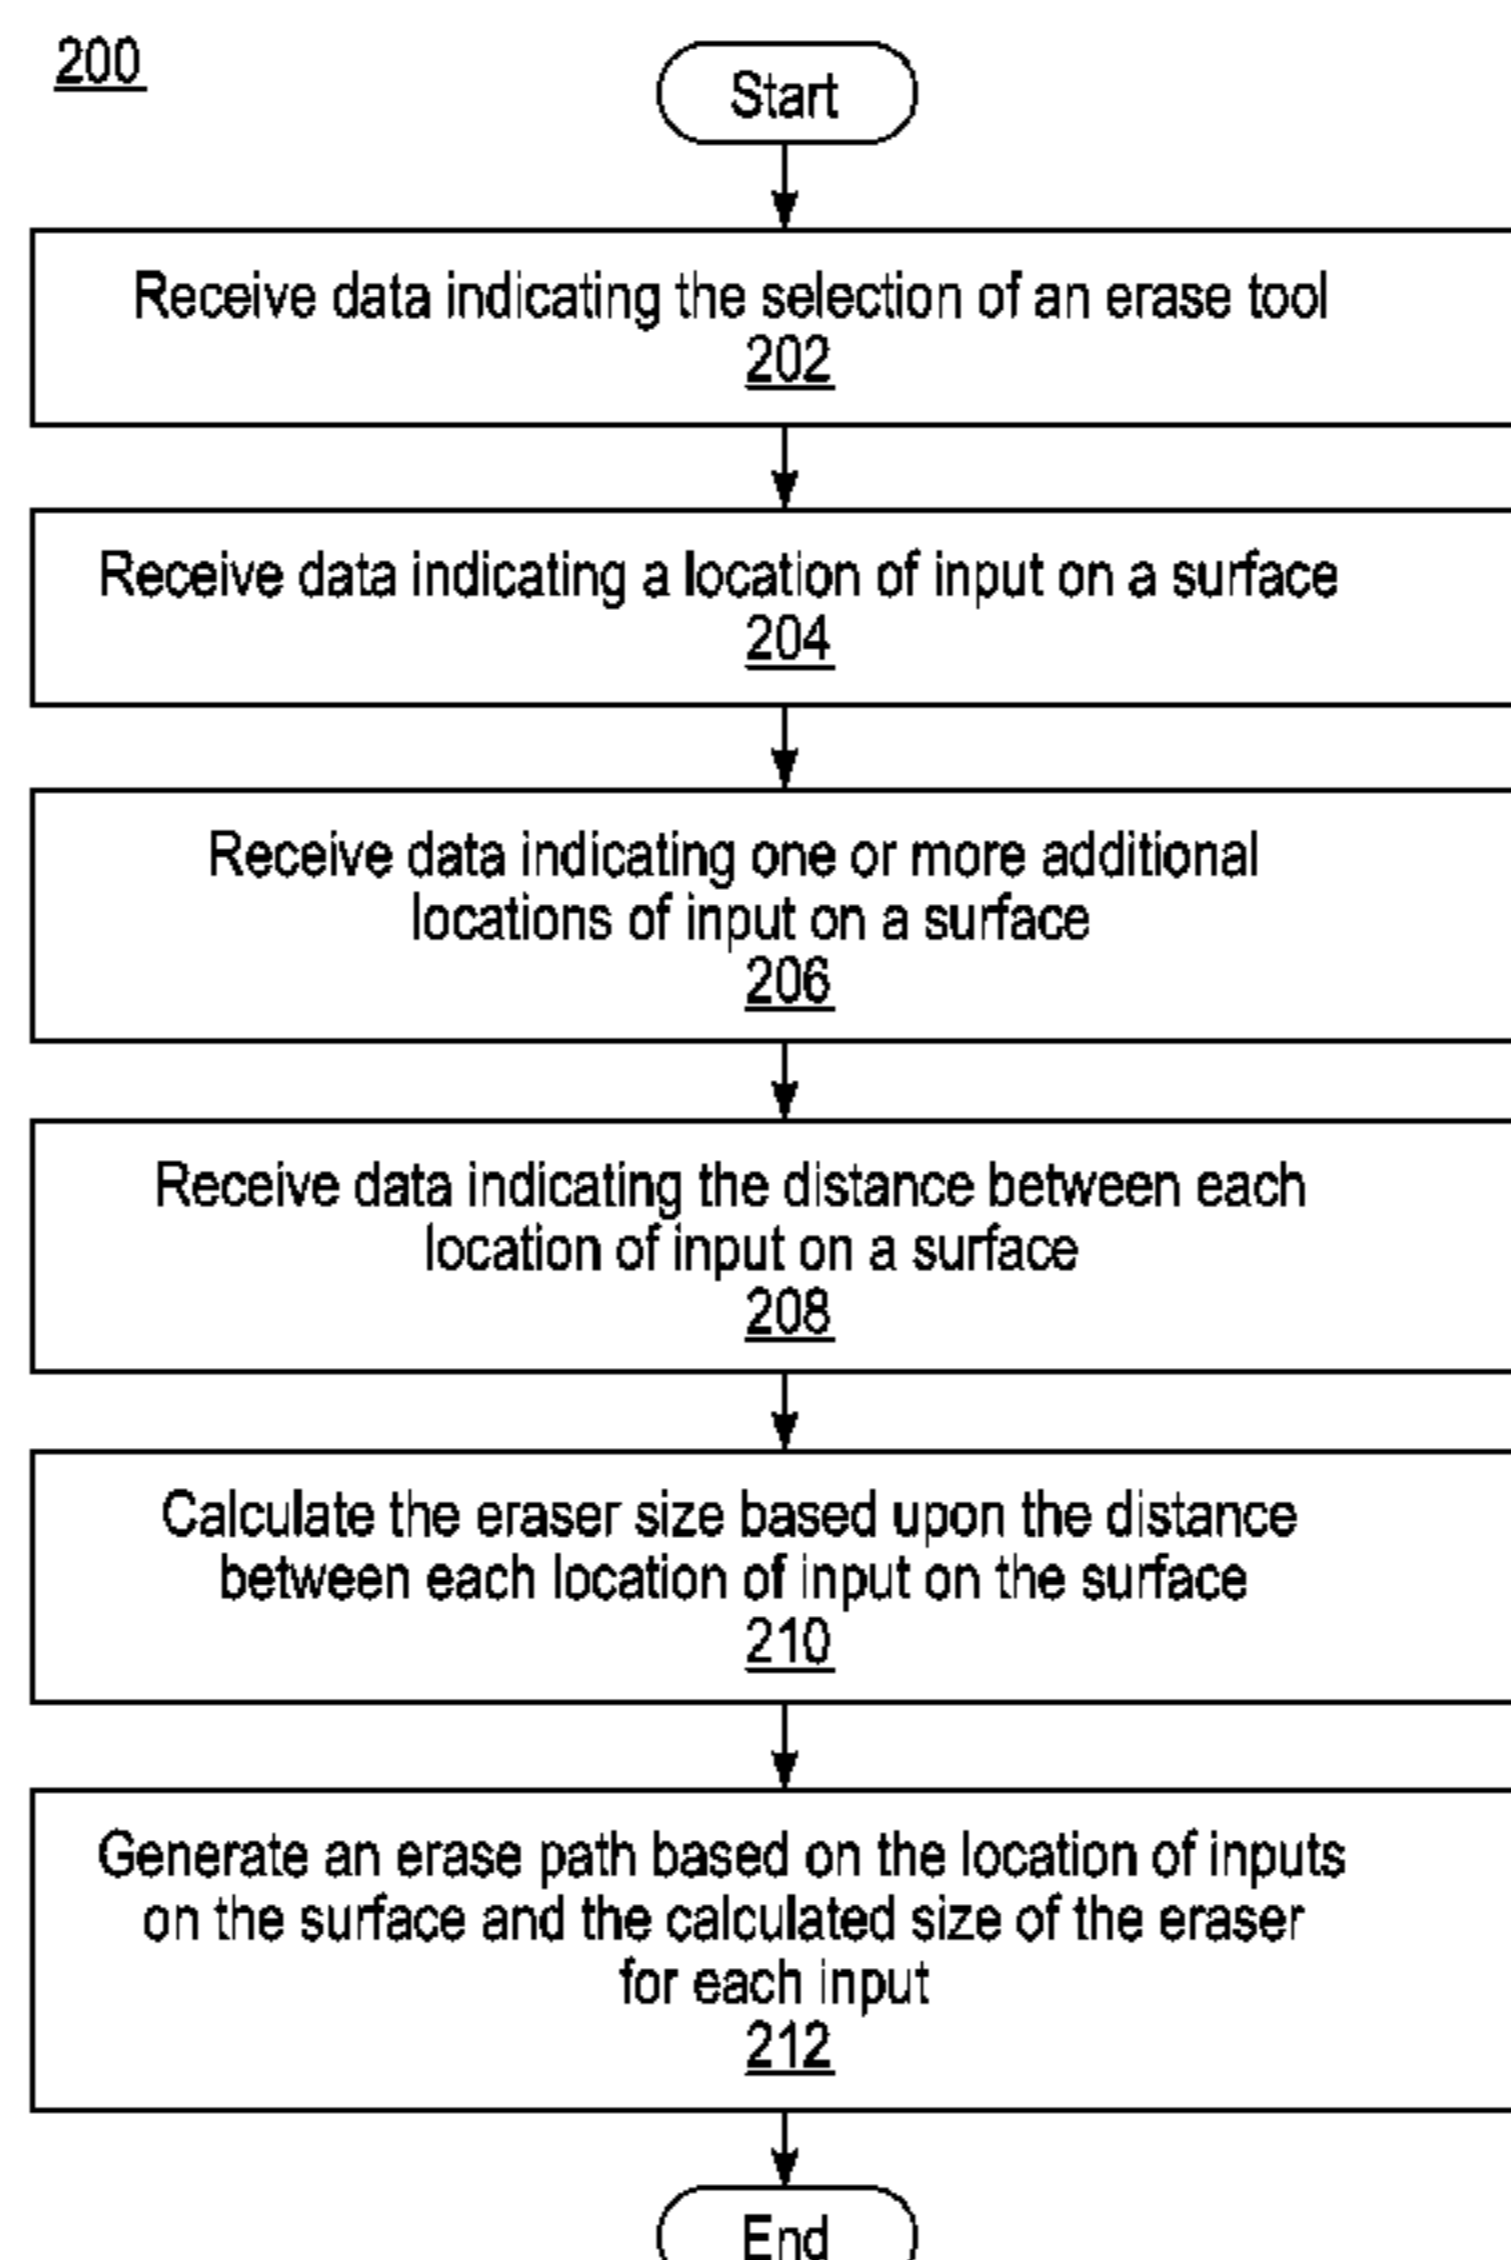 200
Start
Receive data indicating the selection of an erase tool
202
Receive data indicating a location of input on a surface
204
Receive data indicating one or more additional
locations of input on a surface
206
Receive data indicating the distance between each
location of input on a surface
208
Calculate the eraser size based upon the distance
between each location of input on the surface
210
Generate an erase path based on the location of inputs
on the surface and the calculated size of the eraser
for each input
212
End